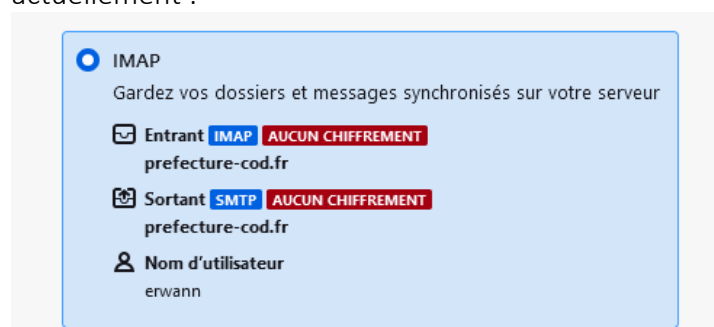 actuellement :
IMAP
Gardez vos dossiers et messages synchronisés sur votre serveur
Entrant IMAP AUCUN CHIFFREMENT
prefecture-cod.fr
Sortant SMTP AUCUN CHIFFREMENT
prefecture-cod.fr
Nom d'utilisateur
erwann